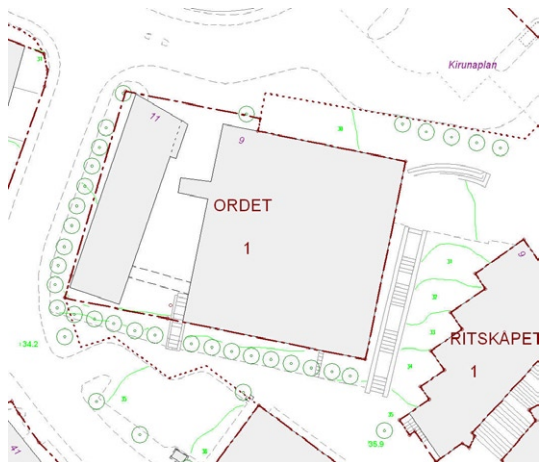 Kirunaplan
11
9
ORDET
1
9
RITSKAPET
1
+34.2
35.9
41